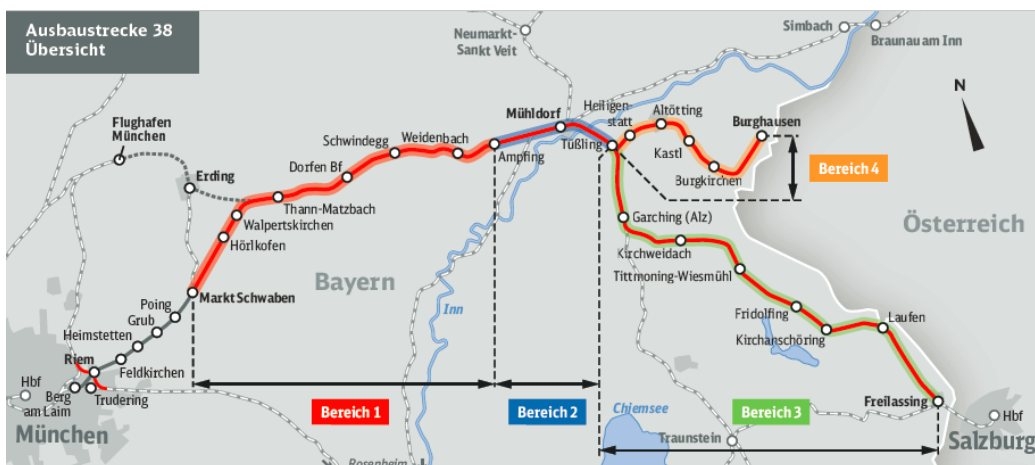 Ausbaustrecke 38
Übersicht
Simbach
Braunau am Inn
Neumarkt-
Sankt Veit
N
Flughafen
München
Erding
Schwindegg
Weidenbach
Mühldorf
Heiligen-
statt
Altötting
Burghausen
Dorfen Bf
Ampfing
Tüßling
Kastl
Burgkirchen
Bereich 4
Thann-Matzbach
Walpertskirchen
Hörlkofen
Garching (Alz)
Österreich
Kirchweidach
Tittmoning-Wiesmühl
Bayern
Markt Schwaben
Inn
Poing
Grub
Heimstetten
Fridolfing
Laufen
Kirchanschöring
Riem
Feldkirchen
Hbf
Berg
am Laim
Trudering
München
Bereich 1
Bereich 2
Bereich 3
Chiemsee
Freilassing
Hbf
Salzburg
Traunstein
Rosenheim